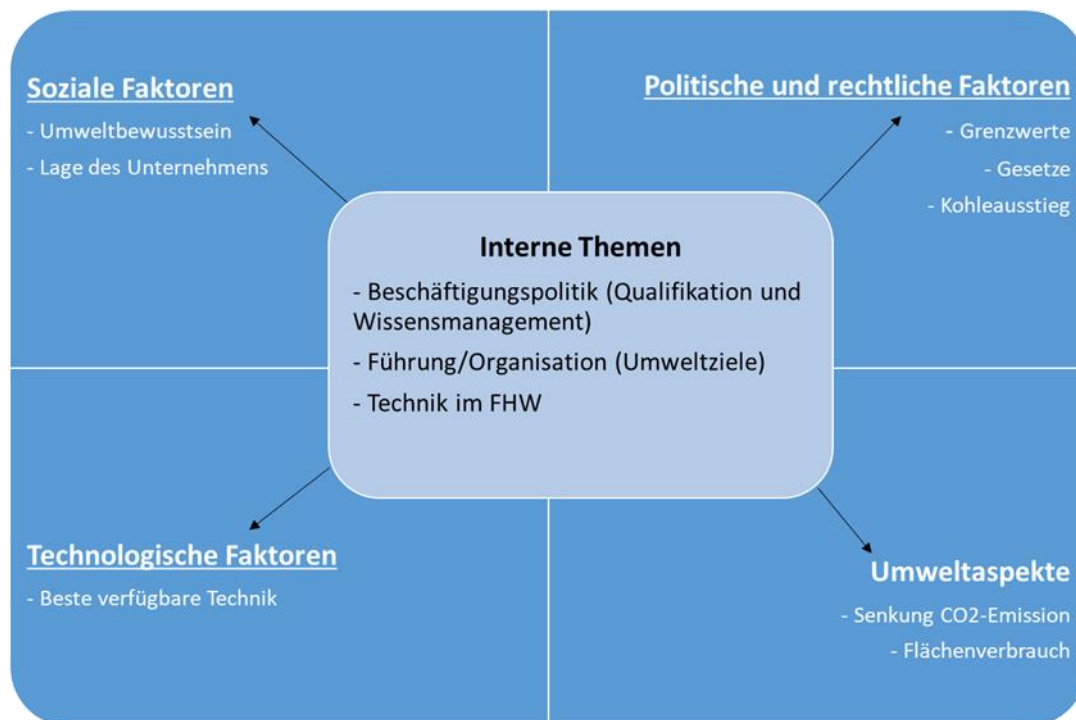 Soziale Faktoren
- Umweltbewusstsein
- Lage des Unternehmens
Politische und rechtliche Faktoren
- Grenzwerte
- Gesetze
- Kohleausstieg
Interne Themen
- Beschäftigungspolitik (Qualifikation und
Wissensmanagement)
- Führung/Organisation (Umweltziele)
- Technik im FHW
Technologische Faktoren
- Beste verfügbare Technik
Umweltaspekte
- Senkung CO2-Emission
- Flächenverbrauch